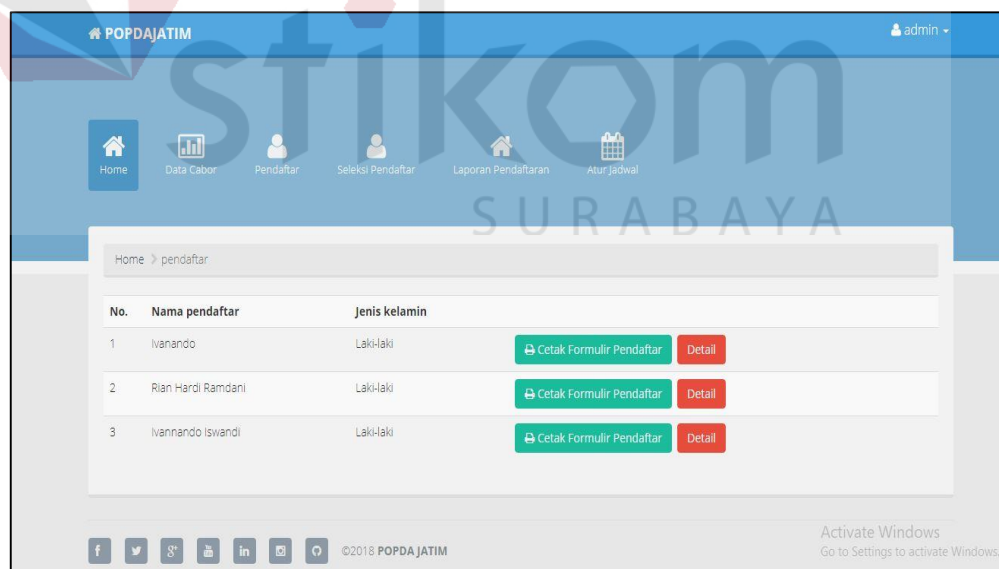 POPDAJATIM
admin
stikom
SURABAYA
Home
Data Cabor
Pendaftar
Seleksi Pendaftar
Laporan Pendaftaran
Atur Jadwal
Home > pendaftar
No. Nama pendaftar Jenis kelamin
1 Ivanando Laki-laki Cetak Formulir Pendaftar Detail
2 Rian Hardi Ramdani Laki-laki Cetak Formulir Pendaftar Detail
3 Ivannando Iswandi Laki-laki Cetak Formulir Pendaftar Detail
©2018 POPDA JATIM
Activate Windows
Go to Settings to activate Windows.